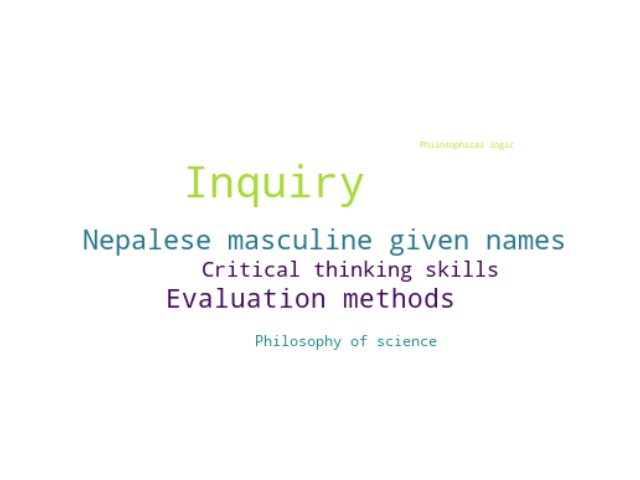 Philosophical logic
Inquiry
Nepalese masculine given names
Critical thinking skills
Evaluation methods
Philosophy of science